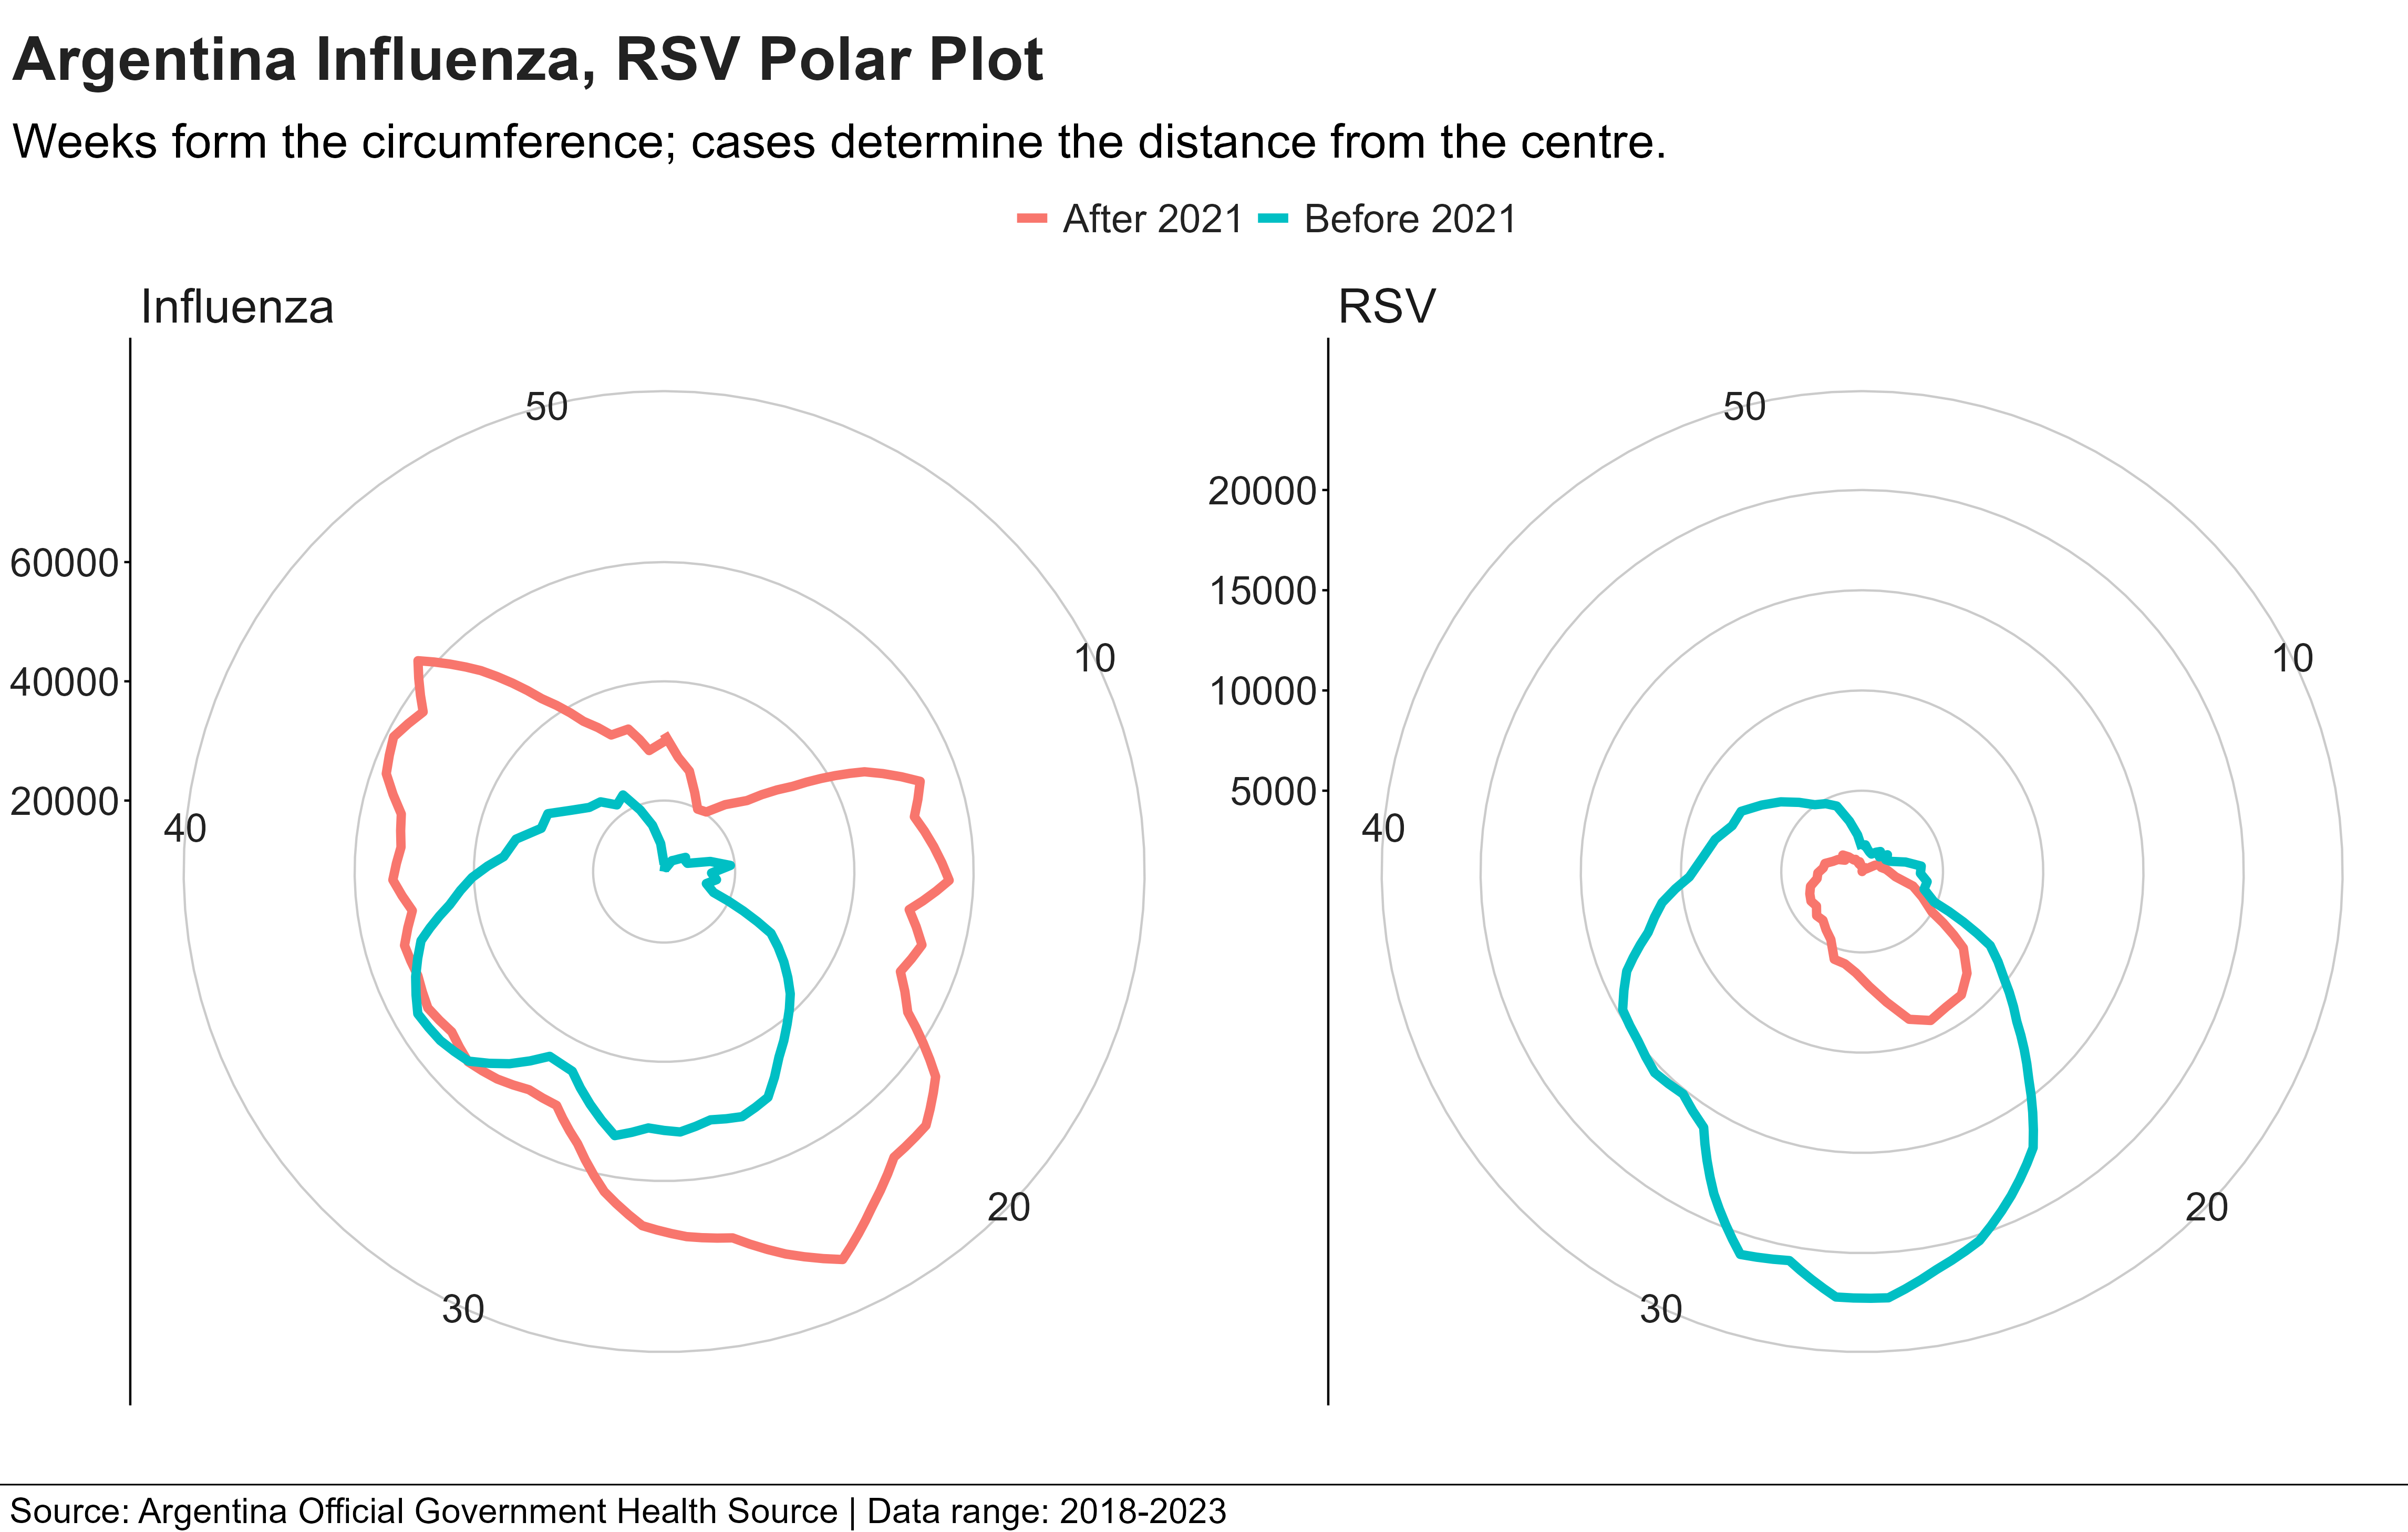 Argentina Influenza, RSV Polar Plot
Weeks form the circumference; cases determine the distance from the centre.
After 2021 Before 2021
Influenza
50
10
60000
40000
20000
40
20
30
RSV
50
10
20000
15000
10000
5000
40
20
30
Source: Argentina Official Government Health Source | Data range: 2018-2023